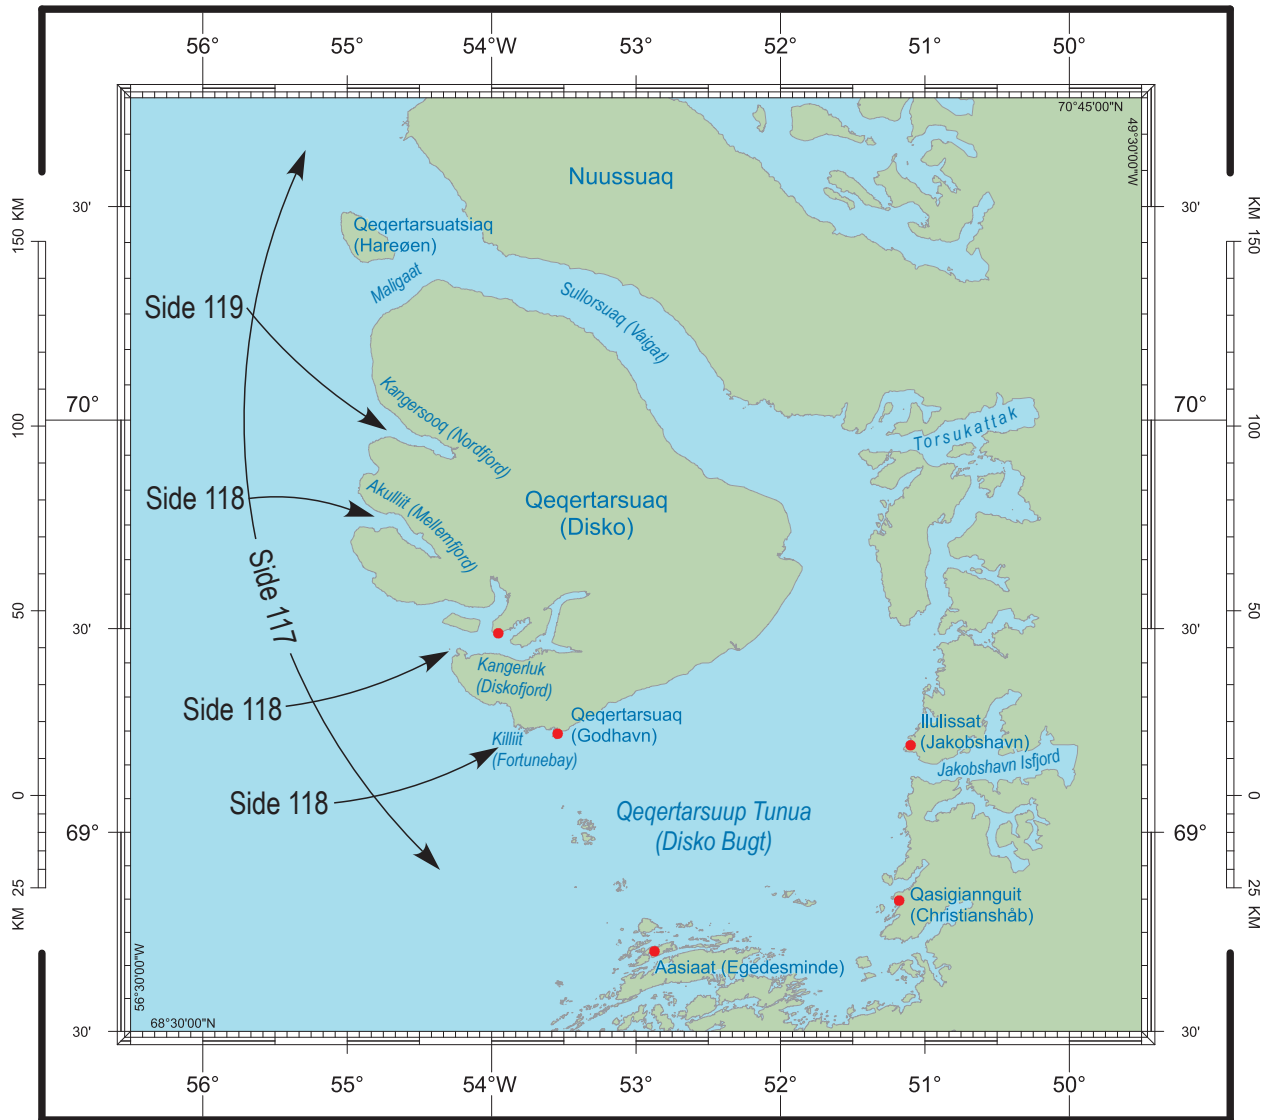 56°
55°
54°W
53°
52°
51°
50°
70°45'00"N
49°30'00"W
Nuussuaq
30'
30'
KM
KM
150
150
Qeqertarsuatsiaq
(Hareøen)
Maligaat
Sullorsuaq (Vaigat)
Side 119
Kangersooq (Nordfjord)
70°
70°
100
100
Torsukattak
Side 118
Akulliit (Mellemfjord)
Qeqertarsuaq
(Disko)
Side 117
50
50
30'
30'
Kangerluk
(Diskofjord)
Side 118
Qeqertarsuaq
(Godhavn)
Killiit
(Fortunebay)
Ilulissat
(Jakobshavn)
Jakobshavn Isfjord
Side 118
0
0
Qeqertarsuup Tunua
(Disko Bugt)
69°
69°
25
25
KM
KM
Qasigiannguit
(Christianshåb)
Aasiaat (Egedesminde)
56°30'00"W
68°30'00"N
30'
30'
56°
55°
54°W
53°
52°
51°
50°